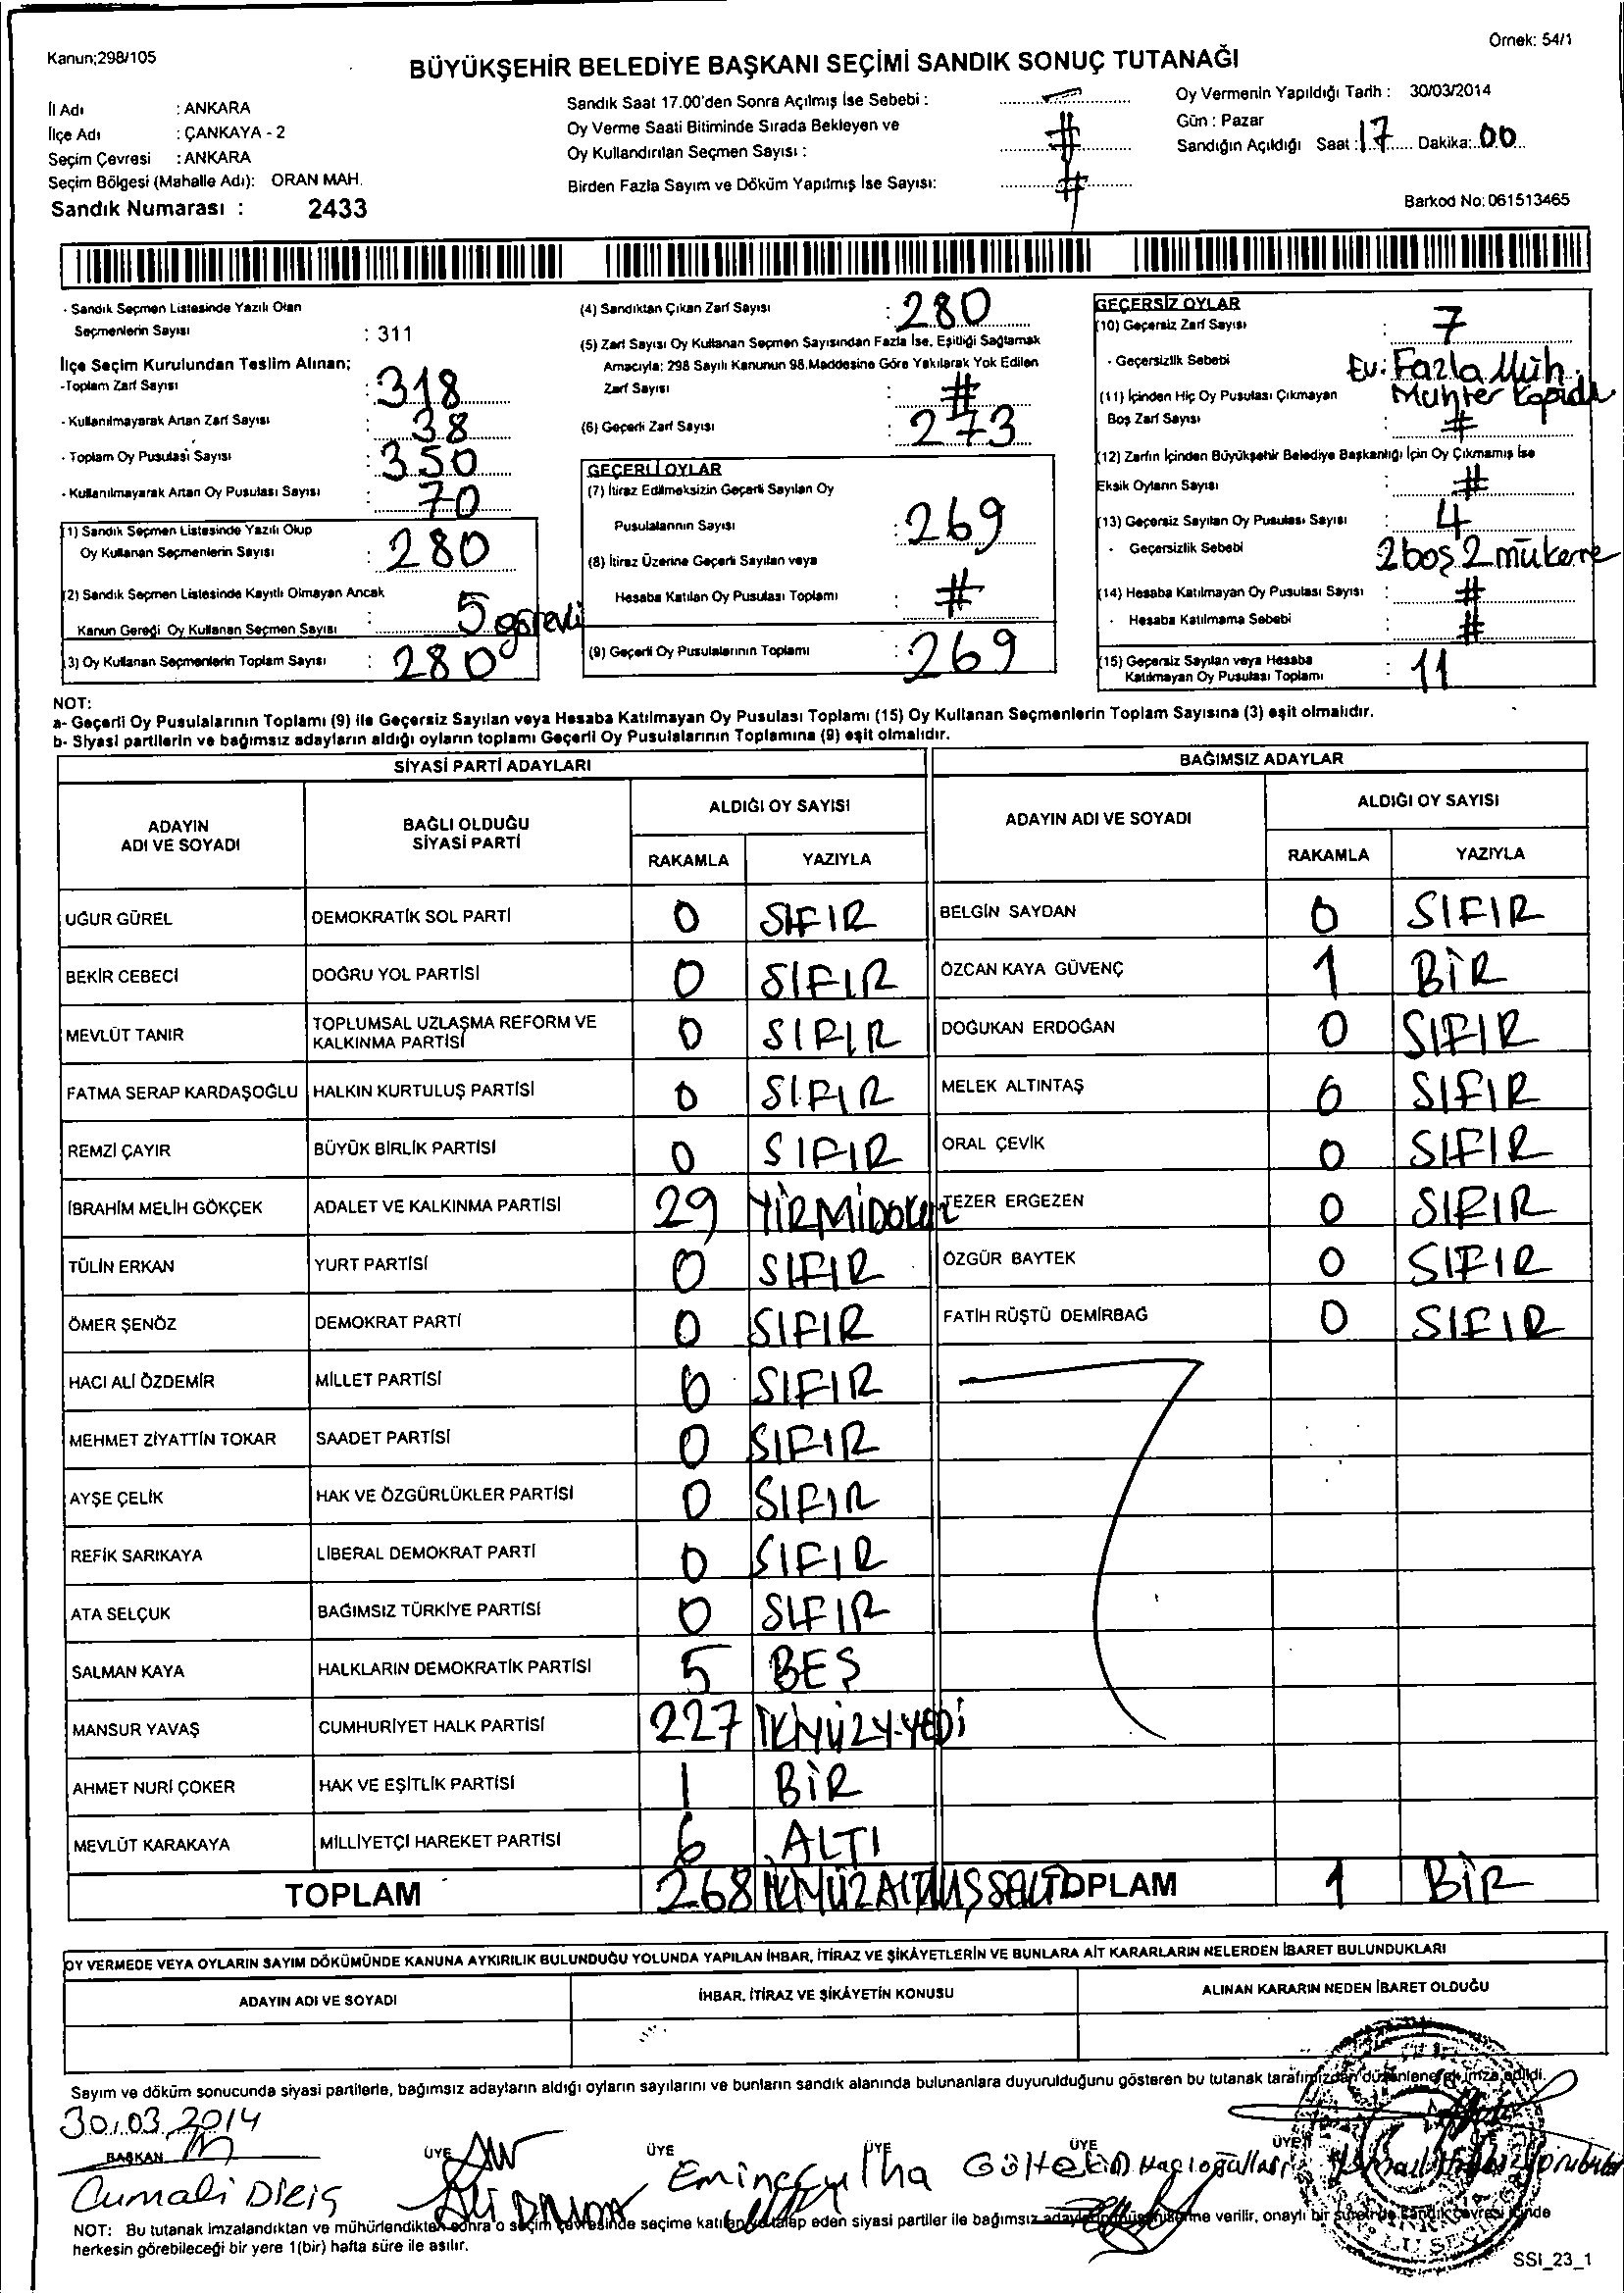 Kanun;298/105
Örnek: 54/1
BÜYÜKŞEHİR BELEDİYE BAŞKANI SEÇİMİ SANDIK SONUÇ TUTANAĞI
İl Adı : ANKARA
İlçe Adı : ÇANKAYA - 2
Seçim Çevresi : ANKARA
Seçim Bölgesi (Mahalle Adı): ORAN MAH.
Sandık Numarası : 2433
Sandık Saat 17.00'den Sonra Açılmış İse Sebebi :
Oy Verme Saati Bitiminde Sırada Bekleyen ve
Oy Kullandırılan Seçmen Sayısı : #
Birden Fazla Sayım ve Döküm Yapılmış İse Sayısı: #
Oy Vermenin Yapıldığı Tarih : 30/03/2014
Gün : Pazar
Sandığın Açıldığı Saat : 17 Dakika: 00
Barkod No: 061513465
- Sandık Seçmen Listesinde Yazılı Olan
Seçmenlerin Sayısı : 311
İlçe Seçim Kurulundan Teslim Alınan;
-Toplam Zarf Sayısı : 318
- Kullanılmayarak Artan Zarf Sayısı : 38
- Toplam Oy Pusulası Sayısı : 350
- Kullanılmayarak Artan Oy Pusulası Sayısı : 70
(1) Sandık Seçmen Listesinde Yazılı Olup
Oy Kullanan Seçmenlerin Sayısı : 280
(2) Sandık Seçmen Listesinde Kayıtlı Olmayan Ancak
Kanun Gereği Oy Kullanan Seçmen Sayısı : 5 görevli
(3) Oy Kullanan Seçmenlerin Toplam Sayısı : 280
(4) Sandıktan Çıkan Zarf Sayısı : 280
(5) Zarf Sayısı Oy Kullanan Seçmen Sayısından Fazla İse, Eşitliği Sağlamak
Amacıyla; 298 Sayılı Kanunun 98.Maddesine Göre Yakılarak Yok Edilen
Zarf Sayısı : #
(6) Geçerli Zarf Sayısı : 273
GEÇERLİ OYLAR
(7) İtiraz Edilmeksizin Geçerli Sayılan Oy
Pusulalarının Sayısı : 269
(8) İtiraz Üzerine Geçerli Sayılan veya
Hesaba Katılan Oy Pusulası Toplamı : #
(9) Geçerli Oy Pusulalarının Toplamı : 269
GEÇERSİZ OYLAR
(10) Geçersiz Zarf Sayısı : 7
- Geçersizlik Sebebi Ev: Fazla Müh.
Muhter
(11) İçinden Hiç Oy Pusulası Çıkmayan
Boş Zarf Sayısı : #
(12) Zarfın İçinden Büyükşehir Belediye Başkanlığı İçin Oy Çıkmamış İse
Eksik Oyların Sayısı : #
(13) Geçersiz Sayılan Oy Pusulası Sayısı : 4
- Geçersizlik Sebebi 2 boş 2 mükerre
(14) Hesaba Katılmayan Oy Pusulası Sayısı : #
- Hesaba Katılmama Sebebi : #
(15) Geçersiz Sayılan veya Hesaba
Katılmayan Oy Pusulası Toplamı : 11
NOT:
a- Geçerli Oy Pusulalarının Toplamı (9) ile Geçersiz Sayılan veya Hesaba Katılmayan Oy Pusulası Toplamı (15) Oy Kullanan Seçmenlerin Toplam Sayısına (3) eşit olmalıdır.
b- Siyasi partilerin ve bağımsız adayların aldığı oyların toplamı Geçerli Oy Pusulalarının Toplamına (9) eşit olmalıdır.
SİYASİ PARTİ ADAYLARI BAĞIMSIZ ADAYLAR
ADAYIN ADI VE SOYADI BAĞLI OLDUĞU SİYASİ PARTİ ALDIĞI OY SAYISI ADAYIN ADI VE SOYADI ALDIĞI OY SAYISI
RAKAMLA YAZIYLA RAKAMLA YAZIYLA
UĞUR GÜREL DEMOKRATİK SOL PARTİ 0 SIFIR BELGİN SAYDAN 0 SIFIR
BEKİR CEBECİ DOĞRU YOL PARTİSİ 0 SIFIR ÖZCAN KAYA GÜVENÇ 1 BİR
MEVLÜT TANIR TOPLUMSAL UZLAŞMA REFORM VE KALKINMA PARTİSİ 0 SIFIR DOĞUKAN ERDOĞAN 0 SIFIR
FATMA SERAP KARDAŞOĞLU HALKIN KURTULUŞ PARTİSİ 0 SIFIR MELEK ALTINTAŞ 0 SIFIR
REMZİ ÇAYIR BÜYÜK BİRLİK PARTİSİ 0 SIFIR ORAL ÇEVİK 0 SIFIR
İBRAHİM MELİH GÖKÇEK ADALET VE KALKINMA PARTİSİ 29 YİRMİDOKUZ TEZER ERGEZEN 0 SIFIR
TÜLİN ERKAN YURT PARTİSİ 0 SIFIR ÖZGÜR BAYTEK 0 SIFIR
ÖMER ŞENÖZ DEMOKRAT PARTİ 0 SIFIR FATİH RÜŞTÜ DEMİRBAĞ 0 SIFIR
HACI ALİ ÖZDEMİR MİLLET PARTİSİ 0 SIFIR
MEHMET ZİYATTİN TOKAR SAADET PARTİSİ 0 SIFIR
AYŞE ÇELİK HAK VE ÖZGÜRLÜKLER PARTİSİ 0 SIFIR
REFİK SARIKAYA LİBERAL DEMOKRAT PARTİ 0 SIFIR
ATA SELÇUK BAĞIMSIZ TÜRKİYE PARTİSİ 0 SIFIR
SALMAN KAYA HALKLARIN DEMOKRATİK PARTİSİ 5 BEŞ
MANSUR YAVAŞ CUMHURİYET HALK PARTİSİ 227 İKİYÜZY-YEDİ
AHMET NURİ ÇOKER HAK VE EŞİTLİK PARTİSİ 1 BİR
MEVLÜT KARAKAYA MİLLİYETÇİ HAREKET PARTİSİ 6 ALTI
TOPLAM 268 TOPLAM 1 BİR
OY VERMEDE VEYA OYLARIN SAYIM DÖKÜMÜNDE KANUNA AYKIRILIK BULUNDUĞU YOLUNDA YAPILAN İHBAR, İTİRAZ VE ŞİKÂYETLERİN VE BUNLARA AİT KARARLARIN NELERDEN İBARET BULUNDUKLARI
ADAYIN ADI VE SOYADI İHBAR, İTİRAZ VE ŞİKÂYETİN KONUSU ALINAN KARARIN NEDEN İBARET OLDUĞU
Sayım ve döküm sonucunda siyasi partilerle, bağımsız adayların aldığı oyların sayılarını ve bunların sandık alanında bulunanlara duyurulduğunu gösteren bu tutanak tarafımızdan düzenlenerek imza edildi.
30.03.2014
BAŞKAN ÜYE ÜYE ÜYE ÜYE ÜYE
Cumali
NOT: Bu tutanak imzalandıktan ve mühürlendikten sonra o seçim çevresinde seçime katılan ve talep eden siyasi partiler ile bağımsız verilir, onaylı bir sureti de sandık çevresi içinde
herkesin görebileceği bir yere 1(bir) hafta süre ile asılır.
SSI_23_1